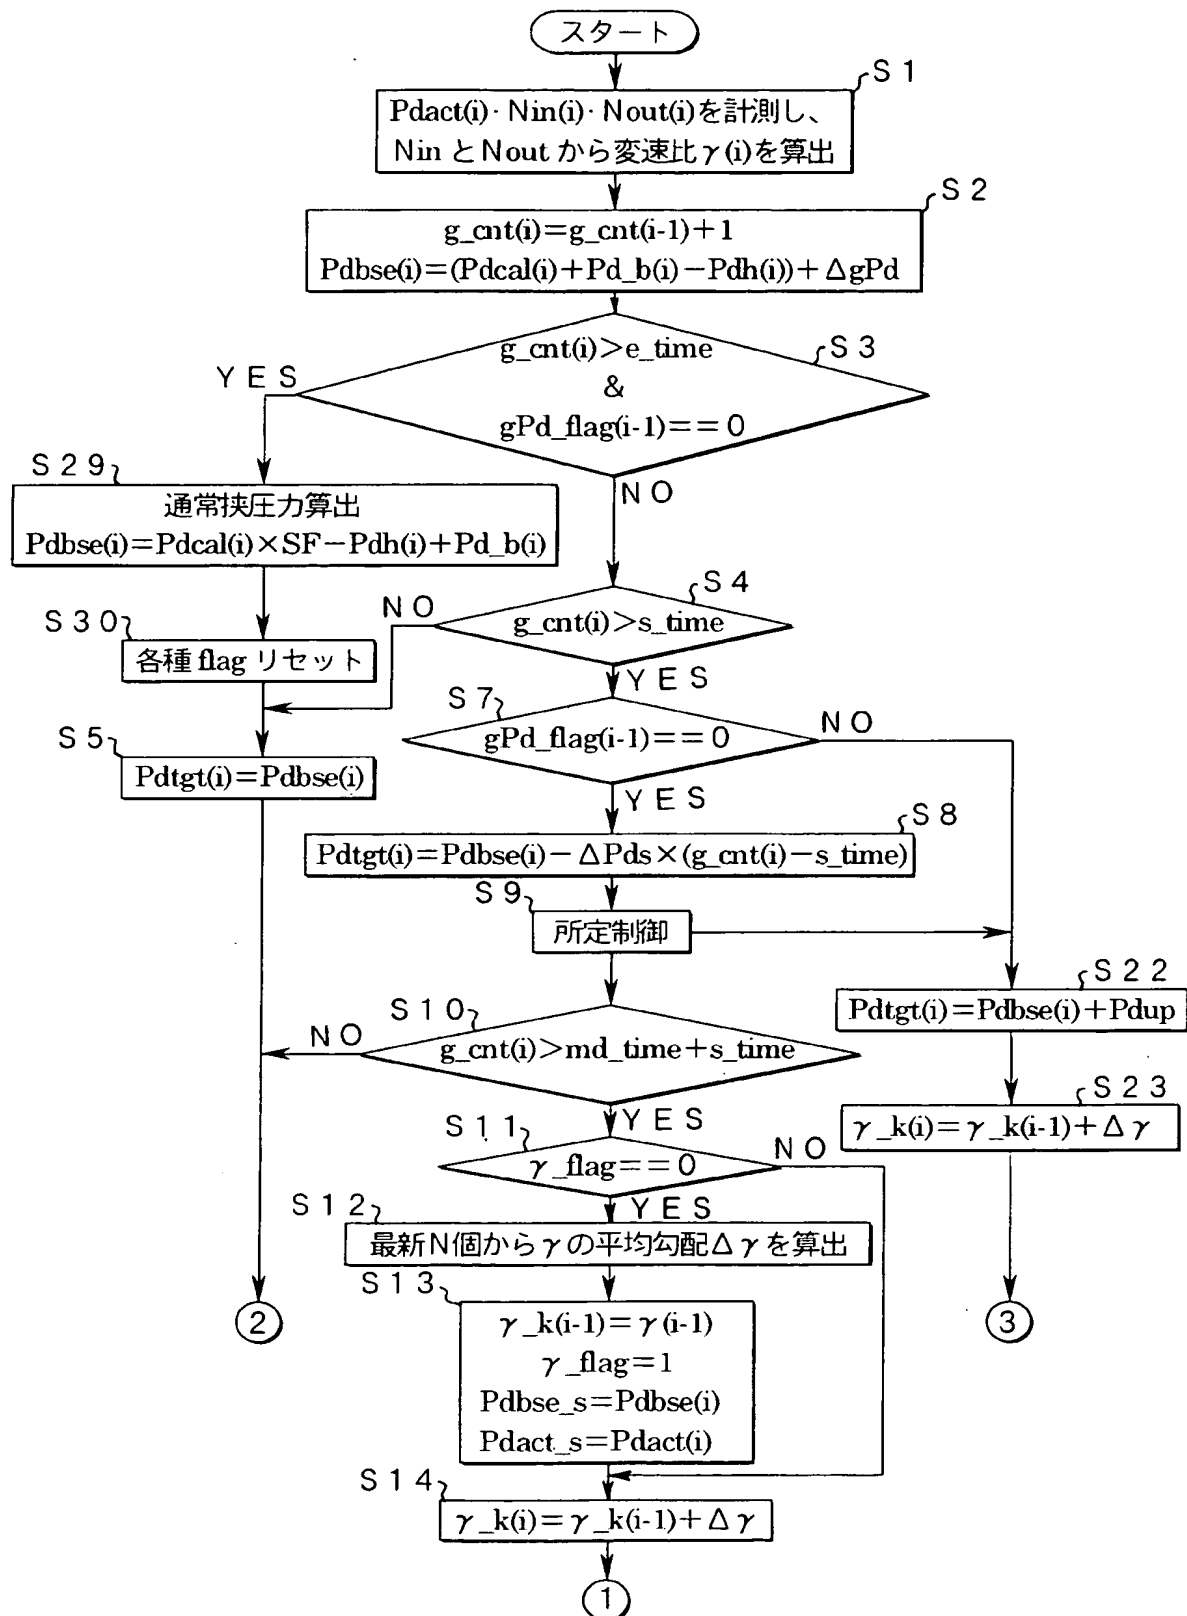 スタート
S1
Pdact(i)·Nin(i)·Nout(i)を計測し、
NinとNoutから変速比γ(i)を算出
S2
g_cnt(i)=g_cnt(i-1)+1
Pdbse(i)=(Pdcal(i)+Pd_b(i)-Pdh(i))+ΔgPd
S3
g_cnt(i)>e_time
&
gPd_flag(i-1)==0
YES
NO
S29
通常挟圧力算出
Pdbse(i)=Pdcal(i)×SF-Pdh(i)+Pd_b(i)
S30
各種flagリセット
S4
g_cnt(i)>s_time
NO
YES
S5
Pdtgt(i)=Pdbse(i)
S7
gPd_flag(i-1)==0
NO
YES
S8
Pdtgt(i)=Pdbse(i)-ΔPds×(g_cnt(i)-s_time)
S9
所定制御
S22
Pdtgt(i)=Pdbse(i)+Pdup
S10
g_cnt(i)>md_time+s_time
NO
YES
S23
γ_k(i)=γ_k(i-1)+Δγ
S11
γ_flag==0
NO
YES
S12
最新N個からγの平均勾配Δγを算出
S13
γ_k(i-1)=γ(i-1)
γ_flag=1
Pdbse_s=Pdbse(i)
Pdact_s=Pdact(i)
②
③
S14
γ_k(i)=γ_k(i-1)+Δγ
①